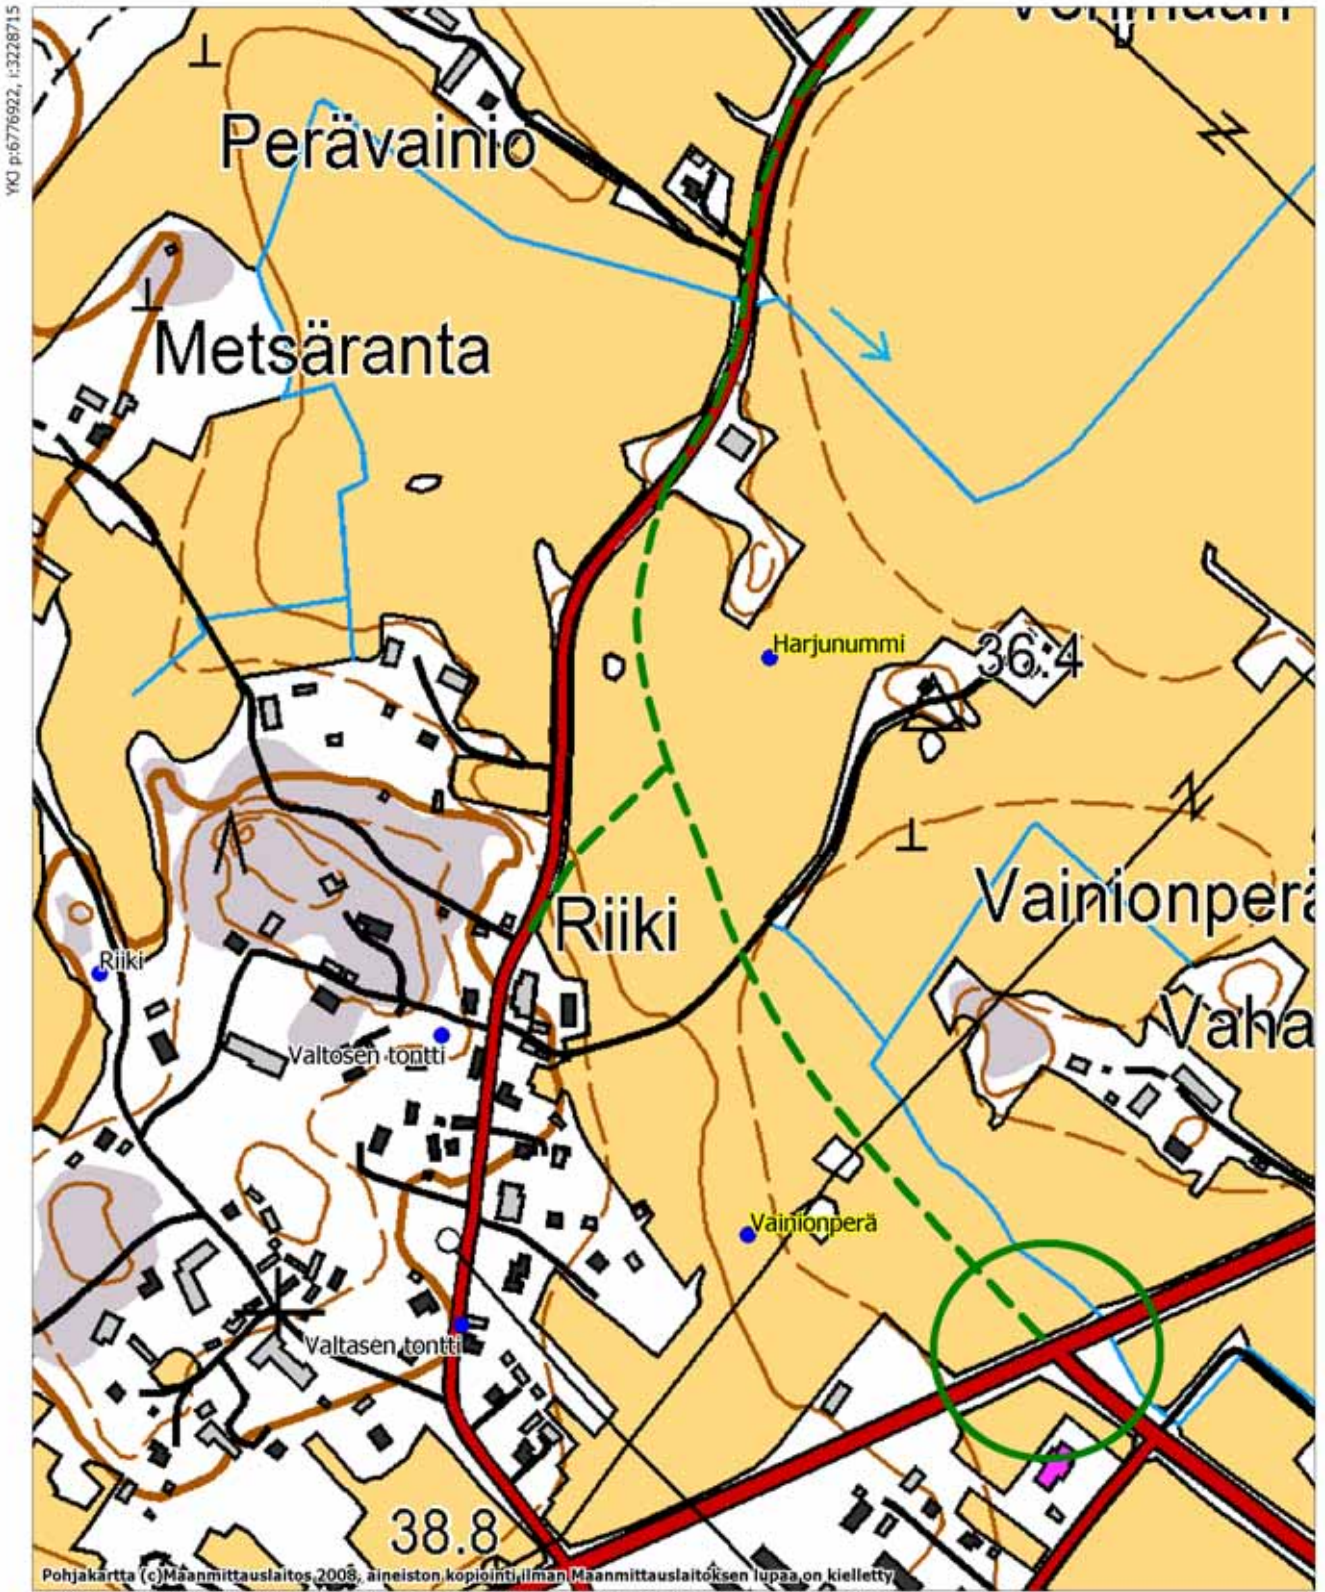 YKJ p:6776922, i:3228715
Perävainio
Metsäranta
Harjunummi
36.4
Riiki
Vainionperä
Riiki
Vaha
Valtosen tontti
Vainionperä
Valtasen tontti
38.8
Pohjakartta (c)Maanmittauslaitos 2008, aineiston kopiointi ilman Maanmittauslaitoksen lupaa on kielletty